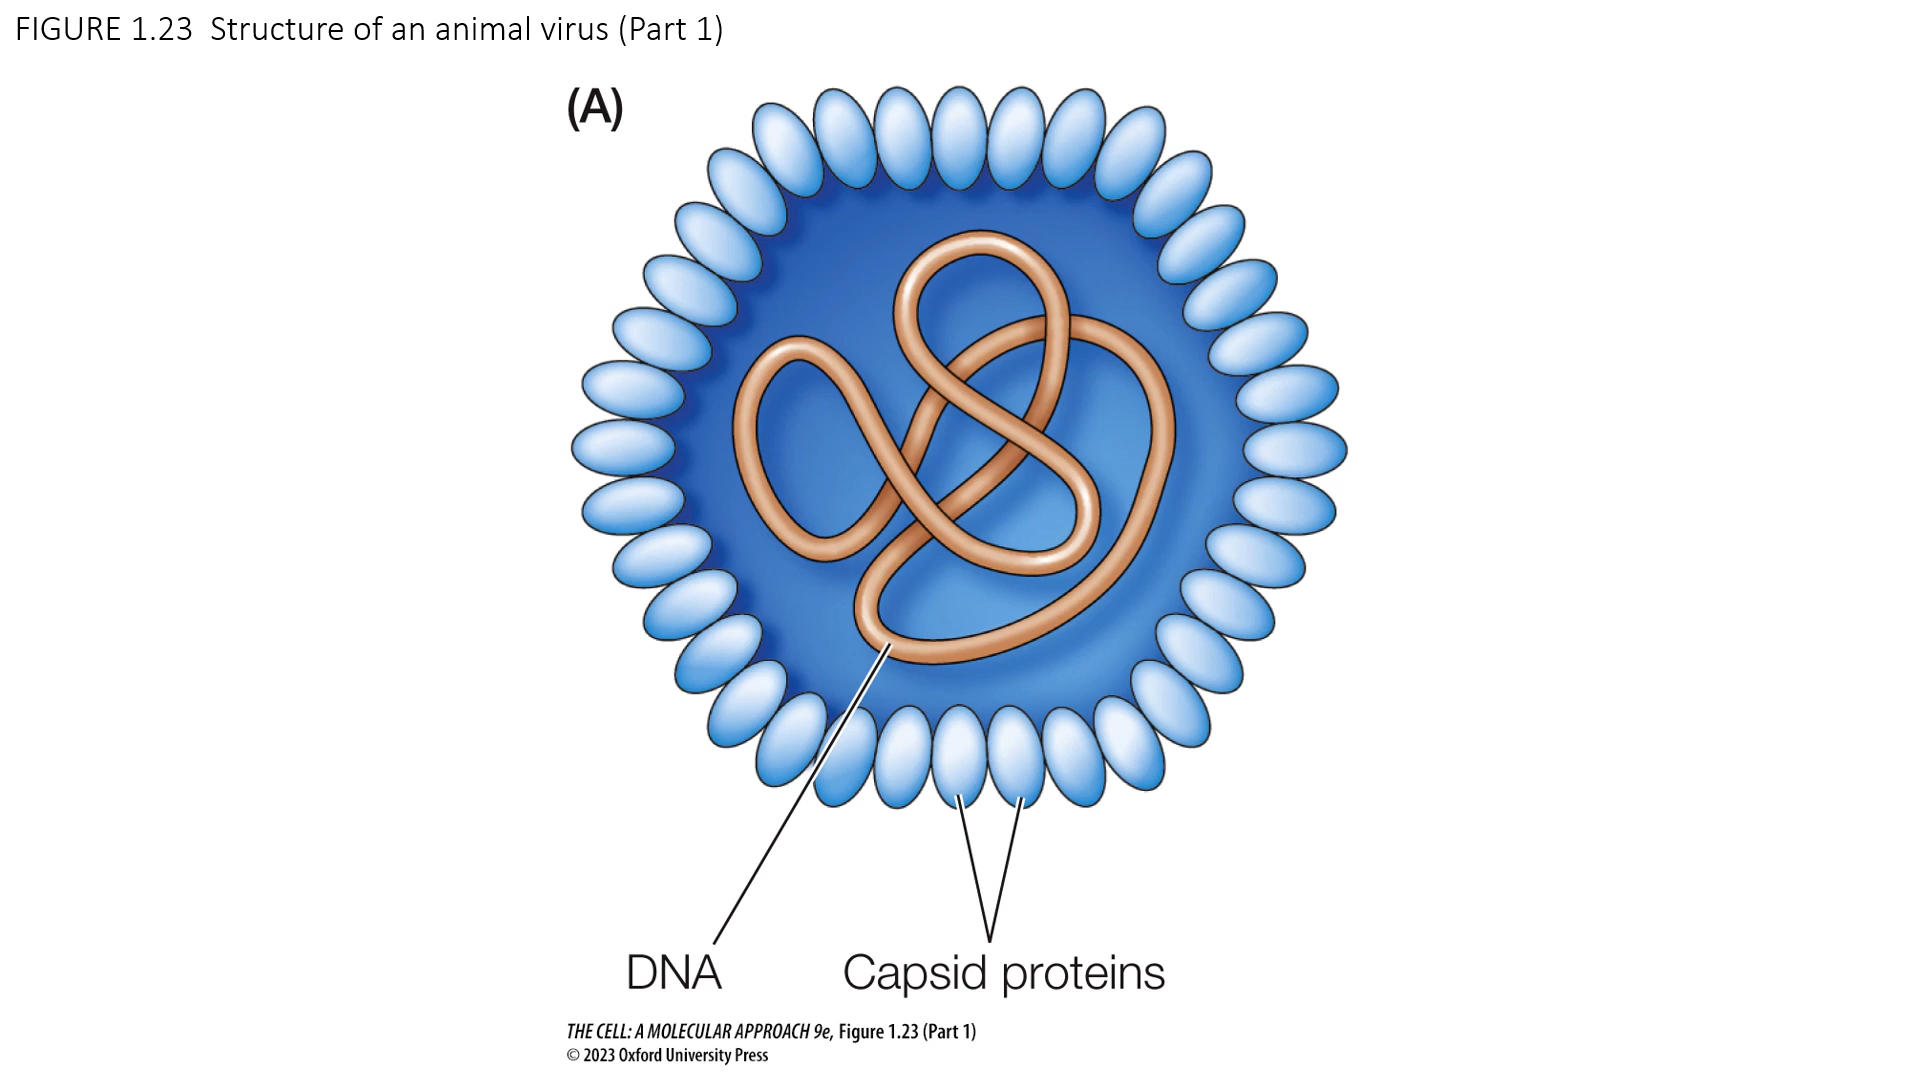 FIGURE 1.23 Structure of an animal virus (Part 1)
(A)
DNA
Capsid proteins
THE CELL: A MOLECULAR APPROACH 9e, Figure 1.23 (Part 1)
© 2023 Oxford University Press